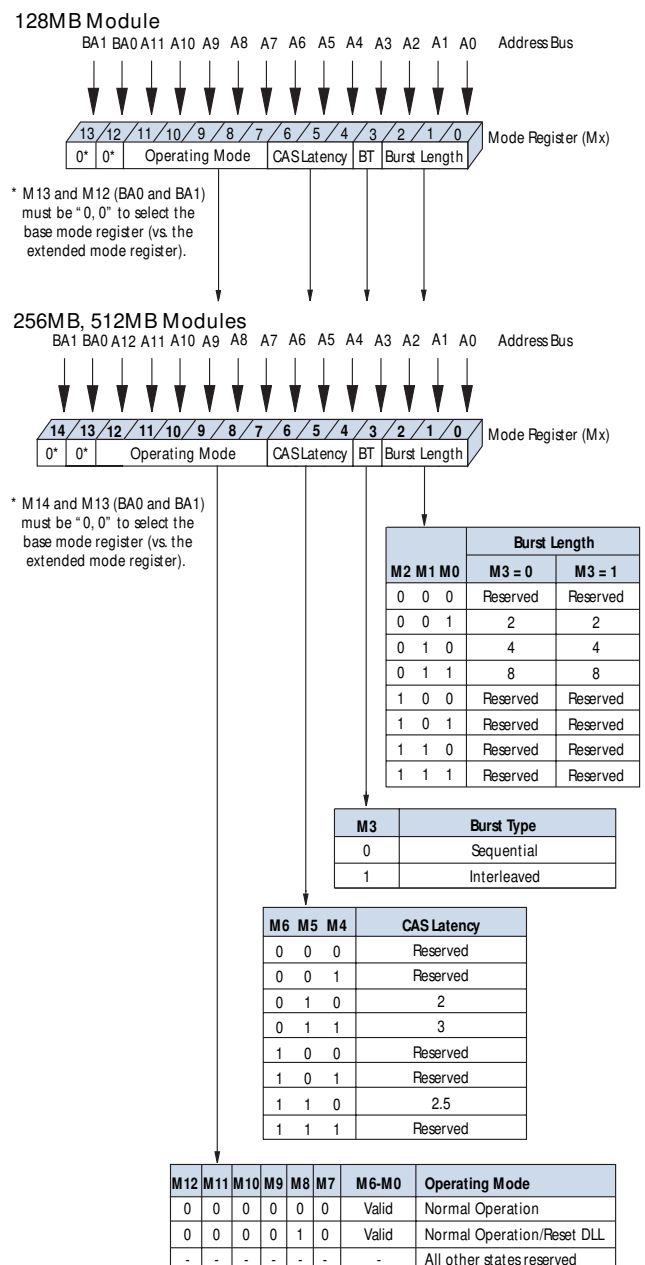 128MB Module
BA1 BA0 A11 A10 A9 A8 A7 A6 A5 A4 A3 A2 A1 A0 Address Bus
13 12 11 10 9 8 7 6 5 4 3 2 1 0 Mode Register (Mx)
0* 0* Operating Mode CAS Latency BT Burst Length
* M13 and M12 (BA0 and BA1)
must be "0, 0" to select the
base mode register (vs. the
extended mode register).
256MB, 512MB Modules
BA1 BA0 A12 A11 A10 A9 A8 A7 A6 A5 A4 A3 A2 A1 A0 Address Bus
14 13 12 11 10 9 8 7 6 5 4 3 2 1 0 Mode Register (Mx)
0* 0* Operating Mode CAS Latency BT Burst Length
* M14 and M13 (BA0 and BA1)
must be "0, 0" to select the
base mode register (vs. the
extended mode register).
Burst Length
M2 M1 M0 M3 = 0 M3 = 1
0 0 0 Reserved Reserved
0 0 1 2 2
0 1 0 4 4
0 1 1 8 8
1 0 0 Reserved Reserved
1 0 1 Reserved Reserved
1 1 0 Reserved Reserved
1 1 1 Reserved Reserved
M3 Burst Type
0 Sequential
1 Interleaved
M6 M5 M4 CAS Latency
0 0 0 Reserved
0 0 1 Reserved
0 1 0 2
0 1 1 3
1 0 0 Reserved
1 0 1 Reserved
1 1 0 2.5
1 1 1 Reserved
M12 M11 M10 M9 M8 M7 M6-M0 Operating Mode
0 0 0 0 0 0 Valid Normal Operation
0 0 0 0 1 0 Valid Normal Operation/Reset DLL
- - - - - - - All other states reserved